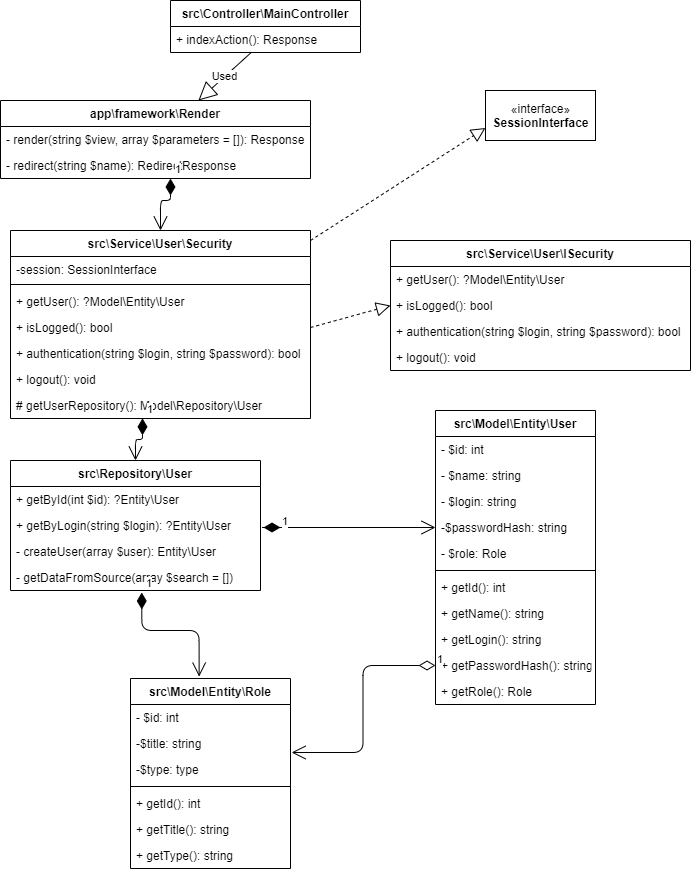 src\Controller\MainController
+ indexAction(): Response
Used
app\framework\Render
- render(string $view, array $parameters = []): Response
- redirect(string $name): RedirectResponse
1
«interface»
SessionInterface
src\Service\User\Security
-session: SessionInterface
+ getUser(): ?Model\Entity\User
+ isLogged(): bool
+ authentication(string $login, string $password): bool
+ logout(): void
# getUserRepository(): Model\Repository\User
1
src\Service\User\ISecurity
+ getUser(): ?Model\Entity\User
+ isLogged(): bool
+ authentication(string $login, string $password): bool
+ logout(): void
src\Repository\User
+ getById(int $id): ?Entity\User
+ getByLogin(string $login): ?Entity\User
- createUser(array $user): Entity\User
- getDataFromSource(array $search = [])
1
1
src\Model\Entity\User
- $id: int
- $name: string
- $login: string
-$passwordHash: string
- $role: Role
+ getId(): int
+ getName(): string
+ getLogin(): string
+ getPasswordHash(): string
+ getRole(): Role
1
src\Model\Entity\Role
- $id: int
-$title: string
-$type: type
+ getId(): int
+ getTitle(): string
+ getType(): string